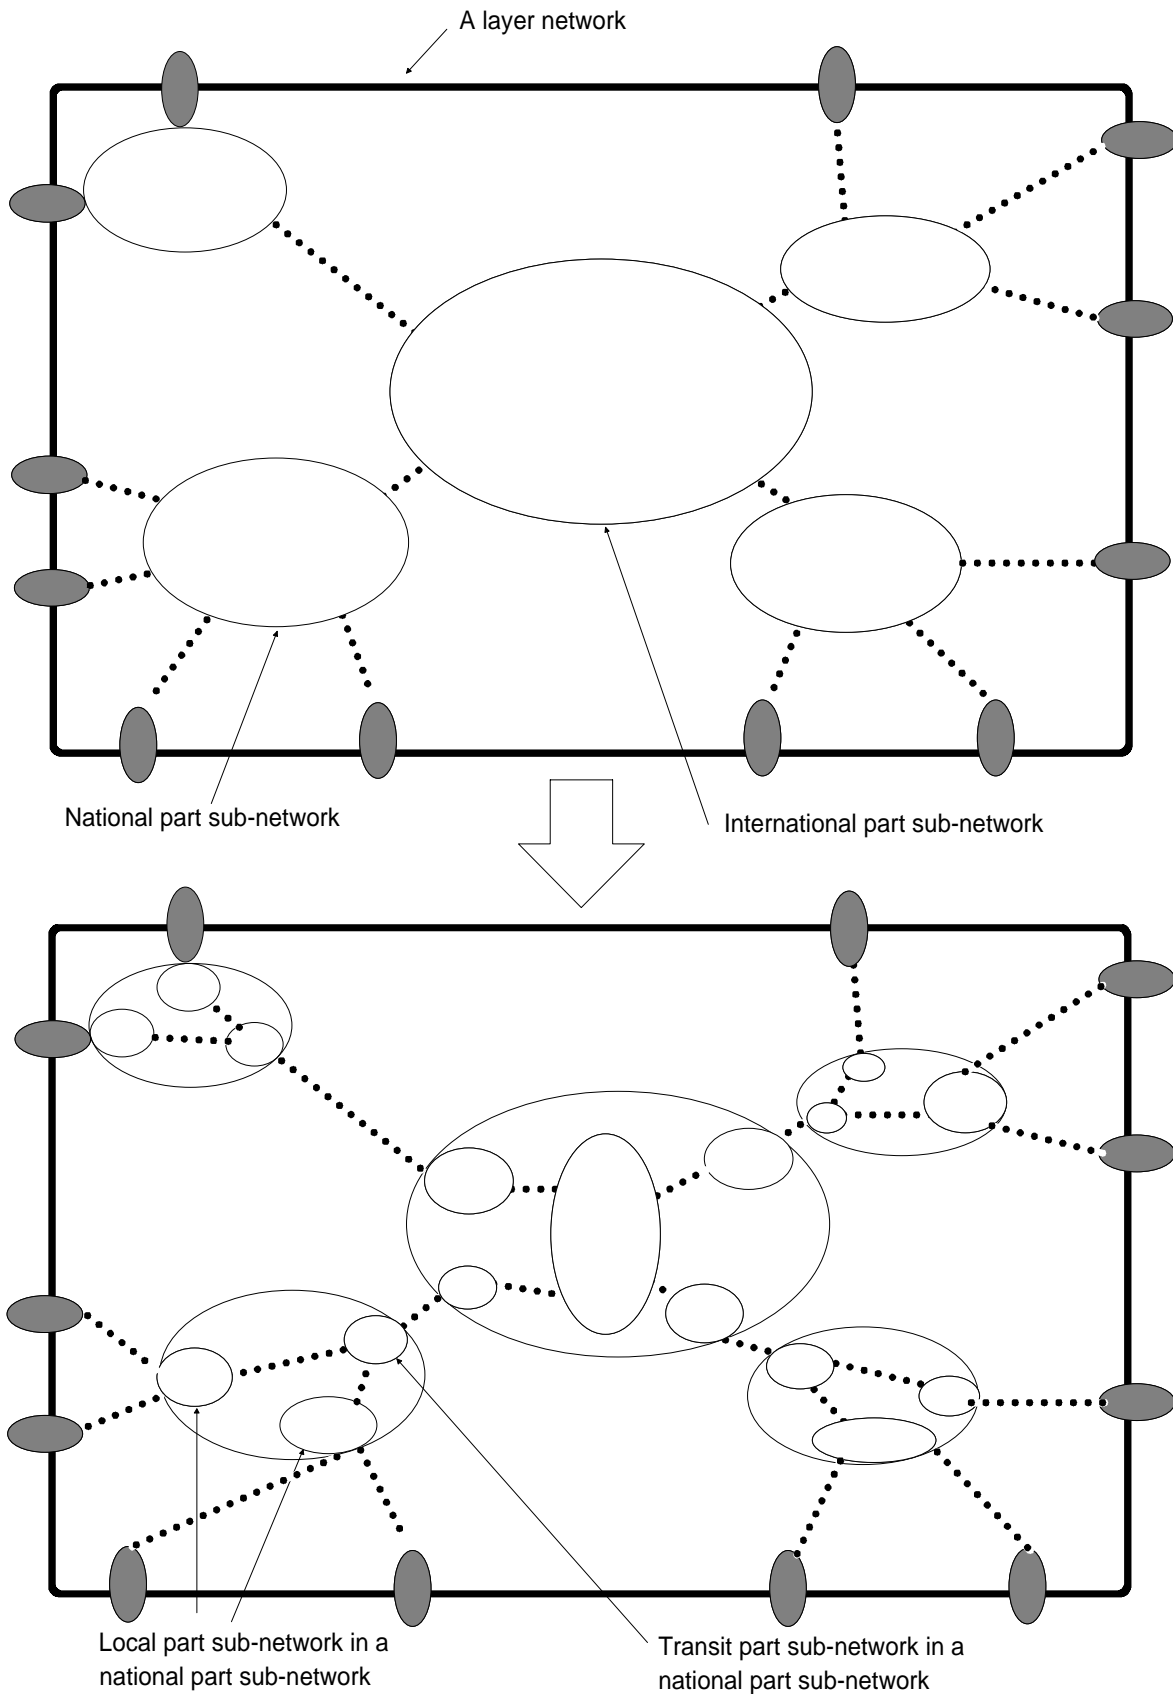 A layer network
National part sub-network
International part sub-network
Local part sub-network in a
national part sub-network
Transit part sub-network in a
national part sub-network